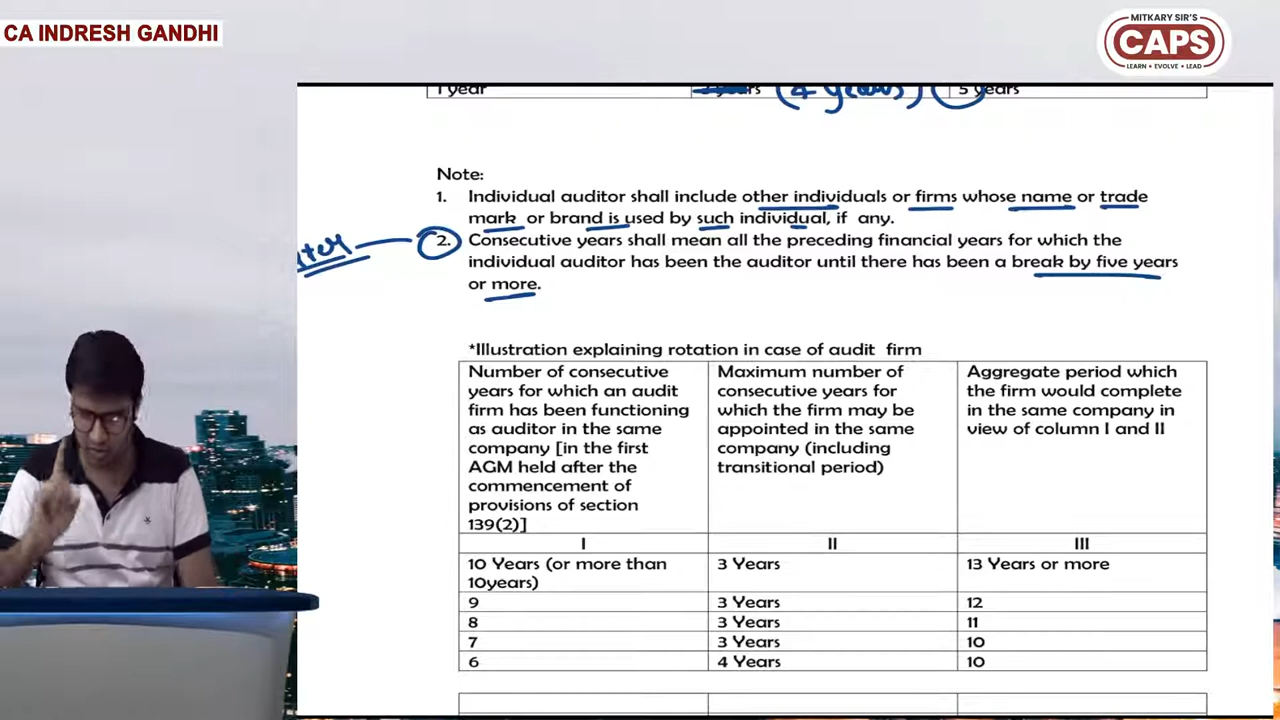 CA INDRESH GANDHI
MITKARY SIR'S
CAPS
LEARN • EVOLVE • LEAD
1 year
(4 years)
5 years
Note:
1. Individual auditor shall include other individuals or firms whose name or trade
mark or brand is used by such individual, if any.
2. Consecutive years shall mean all the preceding financial years for which the
individual auditor has been the auditor until there has been a break by five years
or more.
*Illustration explaining rotation in case of audit firm
Number of consecutive
years for which an audit
firm has been functioning
as auditor in the same
company [in the first
AGM held after the
commencement of
provisions of section
139(2)]
Maximum number of
consecutive years for
which the firm may be
appointed in the same
company (including
transitional period)
Aggregate period which
the firm would complete
in the same company in
view of column I and II
I II III
10 Years (or more than
10years)
3 Years 13 Years or more
9 3 Years 12
8 3 Years 11
7 3 Years 10
6 4 Years 10